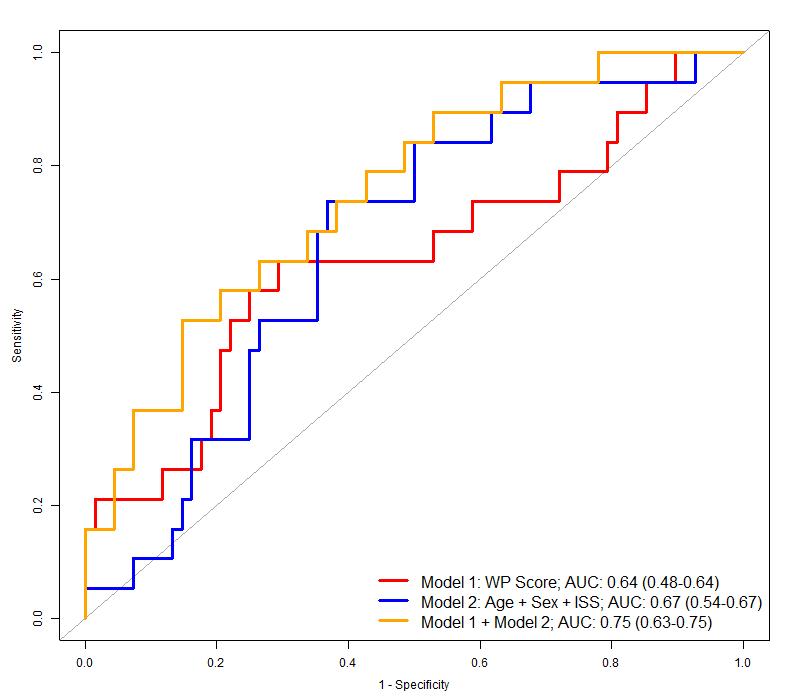 1.0
0.8
0.6
0.4
0.2
0.0
Sensitivity
Model 1: WP Score; AUC: 0.64 (0.48-0.64)
Model 2: Age + Sex + ISS; AUC: 0.67 (0.54-0.67)
Model 1 + Model 2; AUC: 0.75 (0.63-0.75)
0.0 0.2 0.4 0.6 0.8 1.0
1 - Specificity